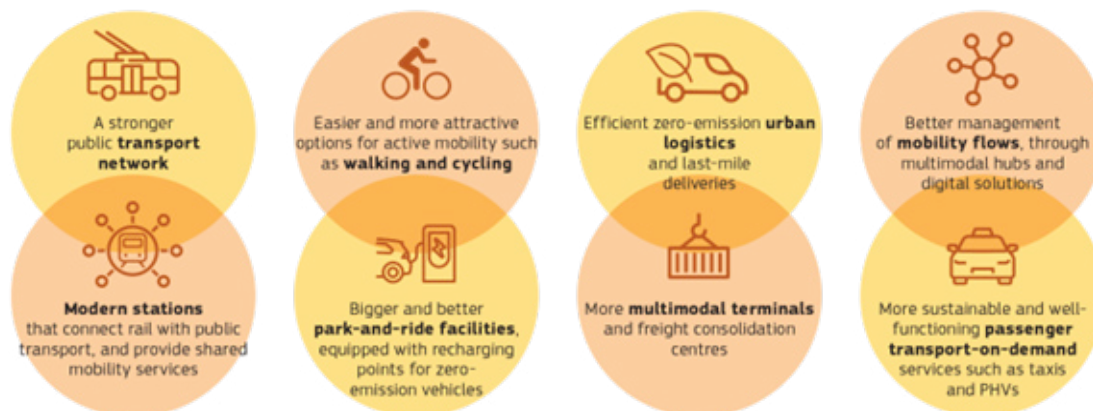 A stronger
public transport
network
Easier and more attractive
options for active mobility such
as walking and cycling
Efficient zero-emission urban
logistics
and last-mile
deliveries
Better management
of mobility flows, through
multimodal hubs and
digital solutions
Modern stations
that connect rail with public
transport, and provide shared
mobility services
Bigger and better
park-and-ride facilities,
equipped with recharging
points for zero-
emission vehicles
More multimodal terminals
and freight consolidation
centres
More sustainable and well-
functioning passenger
transport-on-demand
services such as taxis
and PHVs